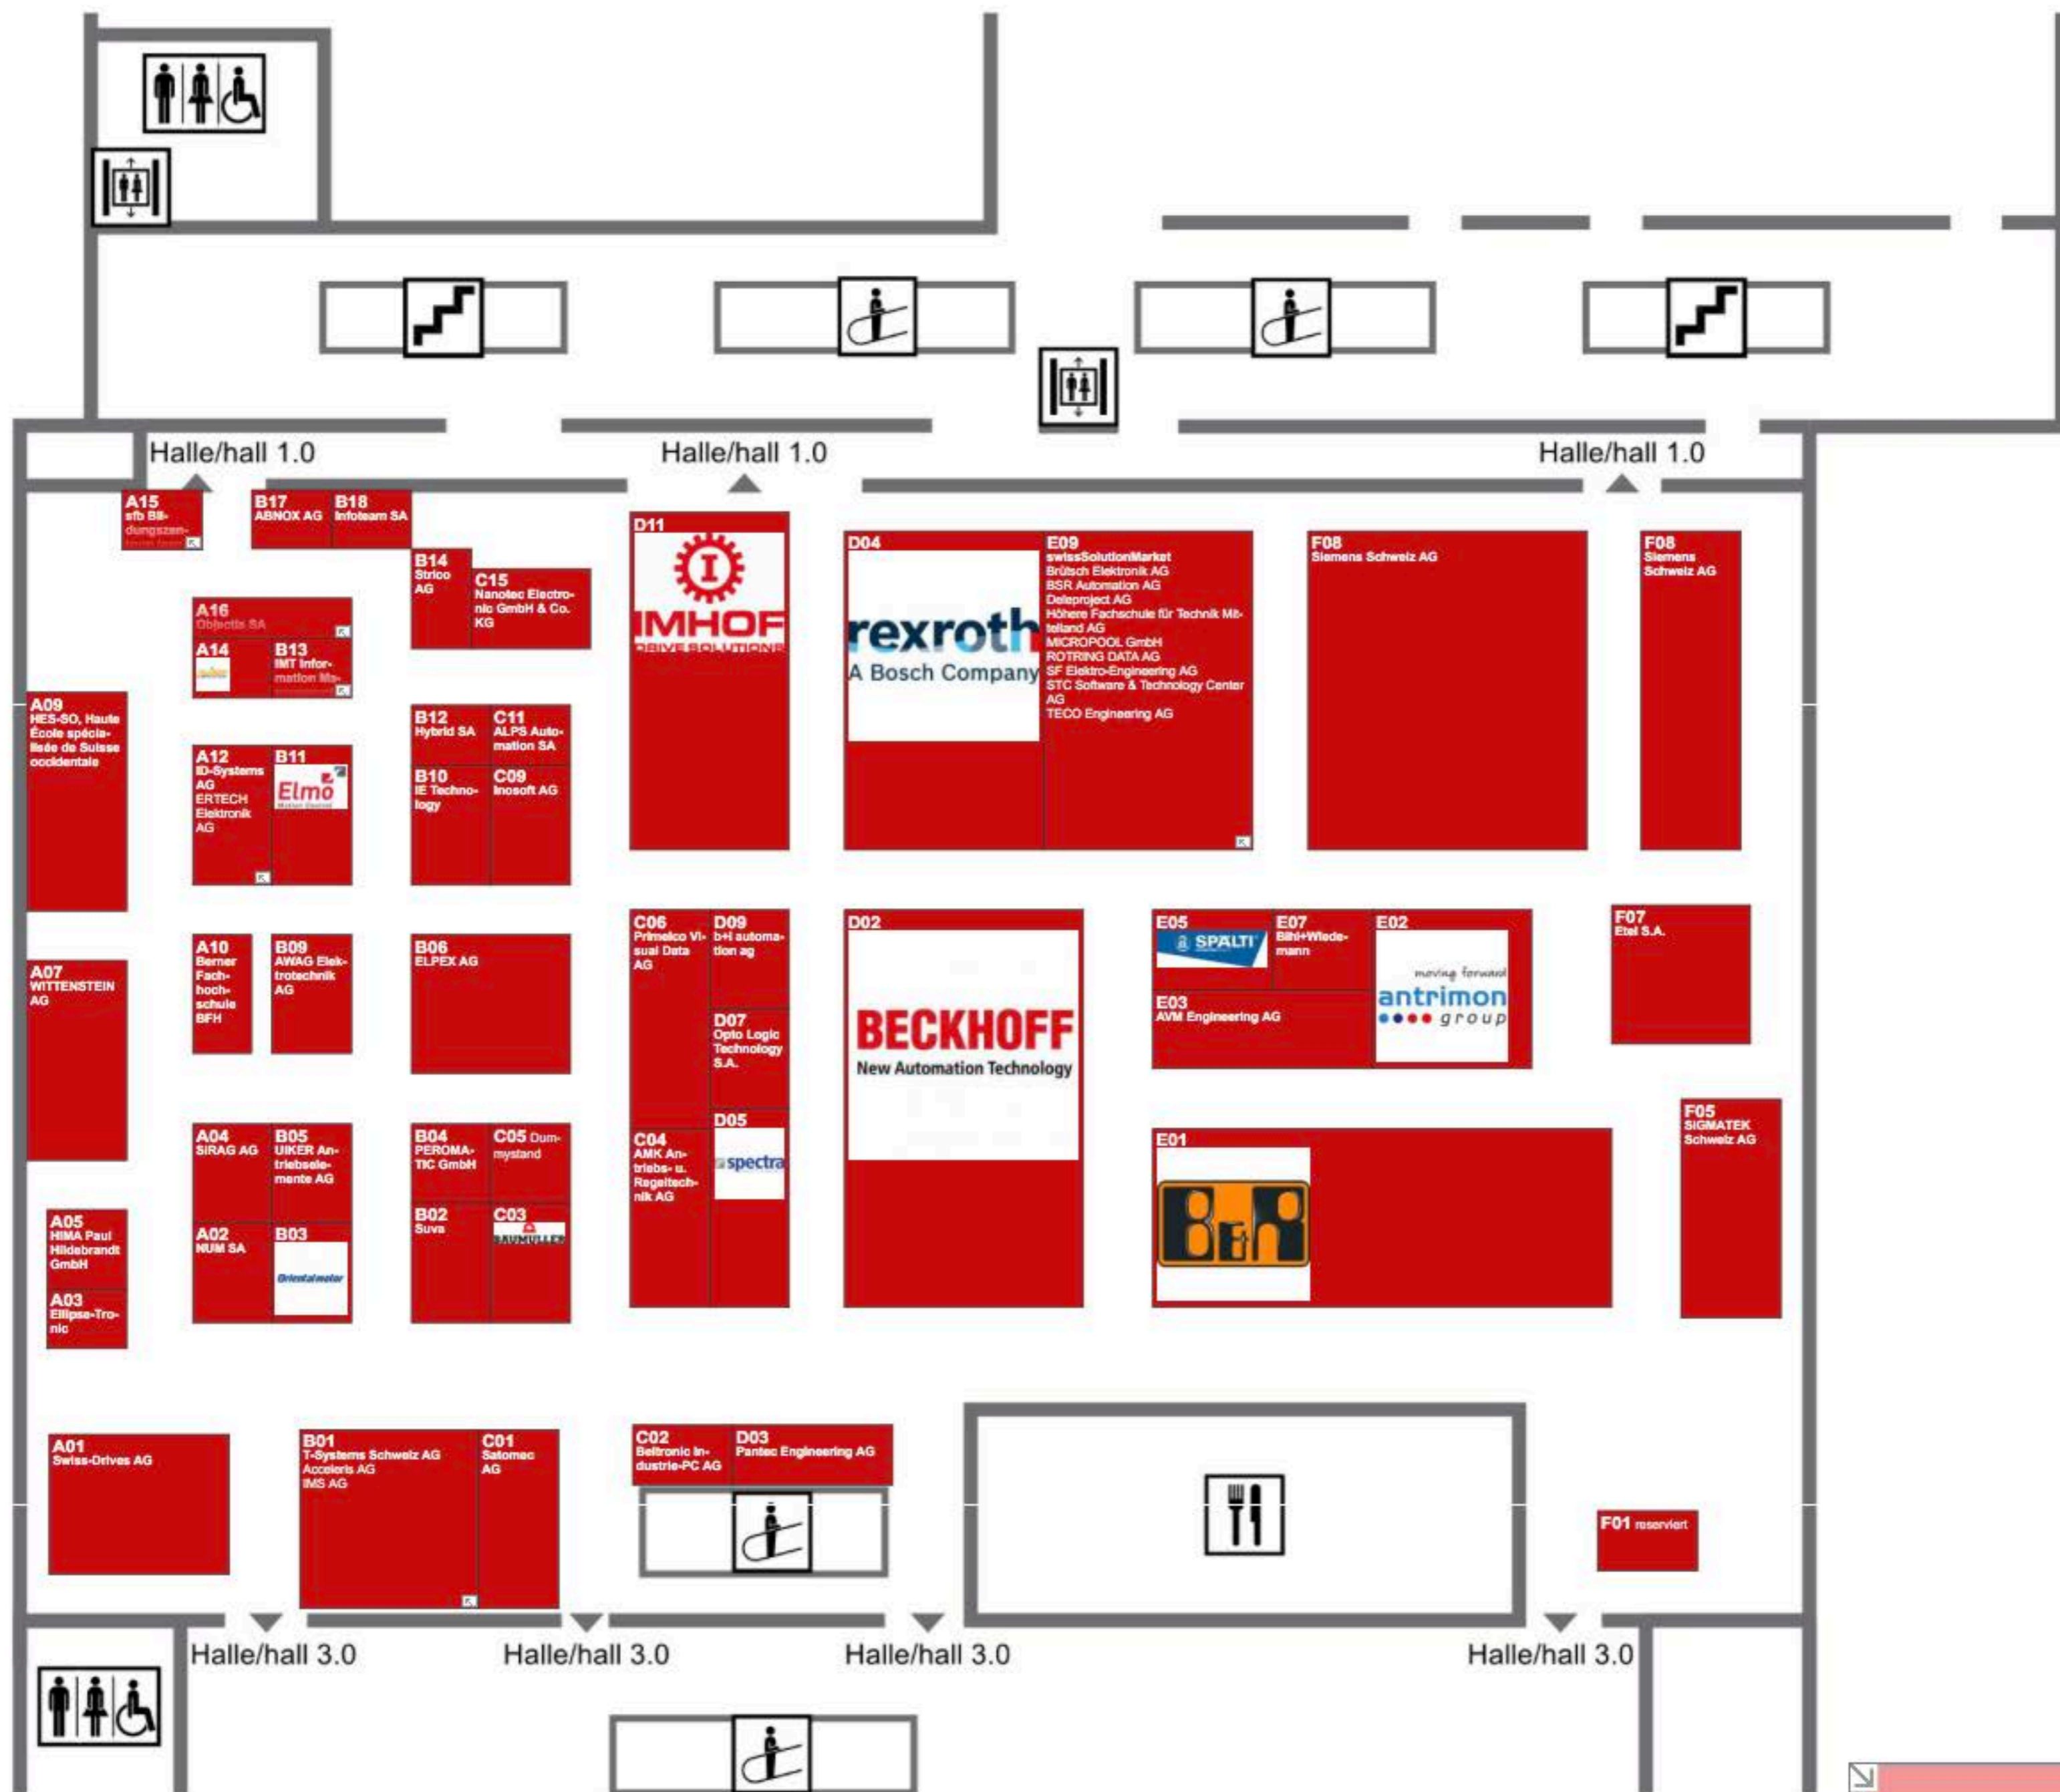 Halle/hall 1.0
Halle/hall 1.0
Halle/hall 1.0
A15
sfb Bil-
dungszen-
B17
ABNOX AG
B18
Infoteam SA
B14
Strico
AG
C15
Nanotec Electro-
nic GmbH & Co.
KG
A16
Objectis SA
A14
B13
IMT Infor-
mation Ma-
D11
IMHOF
DRIVE SOLUTIONS
D04
rexroth
A Bosch Company
E09
swissSolutionMarket
Brütsch Elektronik AG
BSR Automation AG
Deleproject AG
Höhere Fachschule für Technik Mit-
telland AG
MICROPOOL GmbH
ROTRING DATA AG
SF Elektro-Engineering AG
STC Software & Technology Center
AG
TECO Engineering AG
F08
Siemens Schweiz AG
F08
Siemens
Schweiz AG
A09
HES-SO, Haute
École spécia-
lisée de Suisse
occidentale
A12
ID-Systems
AG
ERTECH
Elektronik
AG
B11
Elmo
Motion Control
B12
Hybrid SA
C11
ALPS Auto-
mation SA
B10
IE Techno-
logy
C09
Inosoft AG
A07
WITTENSTEIN
AG
A10
Berner
Fach-
hoch-
schule
BFH
B09
AWAG Elek-
trotechnik
AG
B06
ELPEX AG
C06
Primelco Vi-
sual Data
AG
D09
b+l automa-
tion ag
D07
Opto Logic
Technology
S.A.
D05
spectra
C04
AMK An-
triebs- u.
Regeltech-
nik AG
D02
BECKHOFF
New Automation Technology
E05
SPÄLTI
E07
Bihl+Wiede-
mann
E02
moving forward
antrimon
group
E03
AVM Engineering AG
F07
Etel S.A.
A04
SIRAG AG
B05
UIKER An-
triebsele-
mente AG
A02
NUM SA
B03
Orientalmotor
B04
PEROMA-
TIC GmbH
C05 Dum-
mystand
B02
Suva
C03
BAUMÜLLER
E01
B&R
F05
SIGMATEK
Schweiz AG
A05
HIMA Paul
Hildebrandt
GmbH
A03
Ellipse-Tro-
nic
A01
Swiss-Drives AG
B01
T-Systems Schweiz AG
Acceleris AG
IMS AG
C01
Satomec
AG
C02
Beltronic In-
dustrie-PC AG
D03
Pantec Engineering AG
F01 reserviert
Halle/hall 3.0
Halle/hall 3.0
Halle/hall 3.0
Halle/hall 3.0